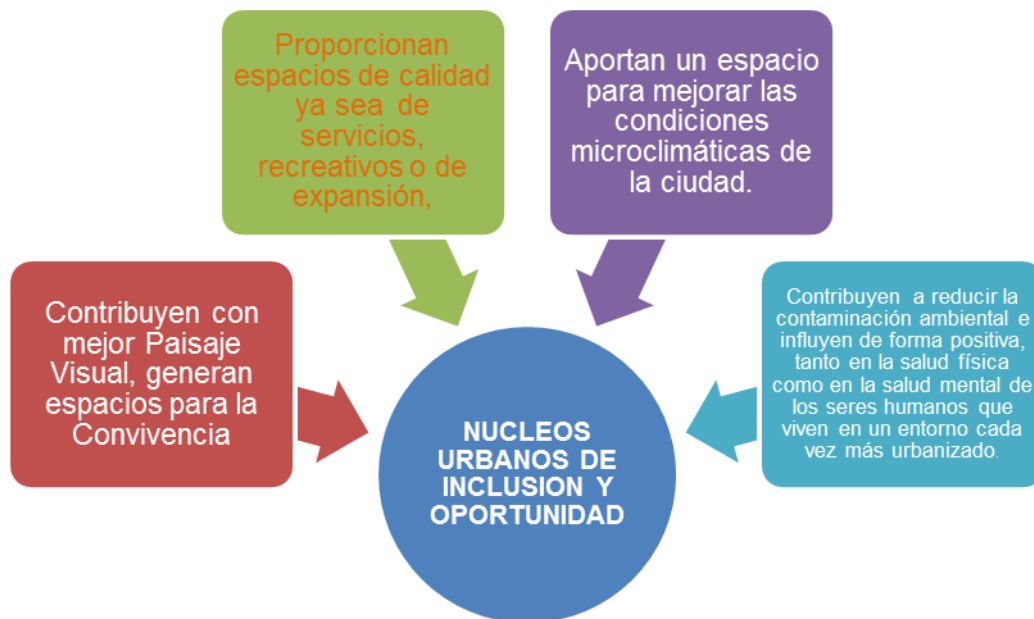 Proporcionan
espacios de calidad
ya sea de
servicios,
recreativos o de
expansión,
Aportan un espacio
para mejorar las
condiciones
microclimáticas de
la ciudad.
Contribuyen con
mejor Paisaje
Visual, generan
espacios para la
Convivencia
Contribuyen a reducir la
contaminación ambiental e
influyen de forma positiva,
tanto en la salud física
como en la salud mental de
los seres humanos que
viven en un entorno cada
vez más urbanizado.
NUCLEOS
URBANOS DE
INCLUSION Y
OPORTUNIDAD